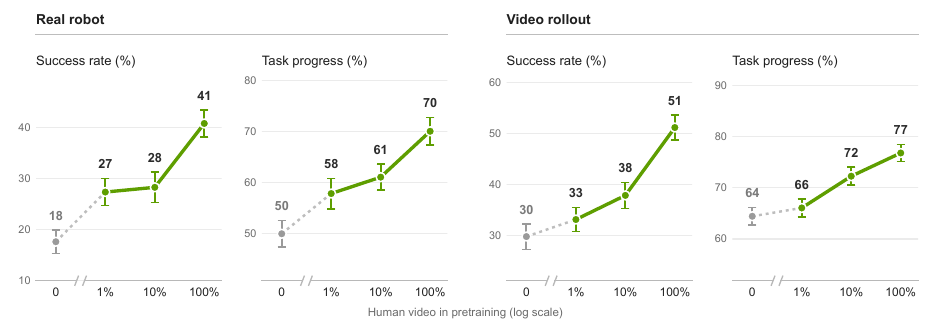 Real robot
Video rollout
Success rate (%)
Task progress (%)
Success rate (%)
Task progress (%)
40
30
20
10
18
27
28
41
0 1% 10% 100%
80
70
60
50
50
58
61
70
0 1% 10% 100%
60
50
40
30
30
33
38
51
0 1% 10% 100%
90
80
70
60
64
66
72
77
0 1% 10% 100%
Human video in pretraining (log scale)